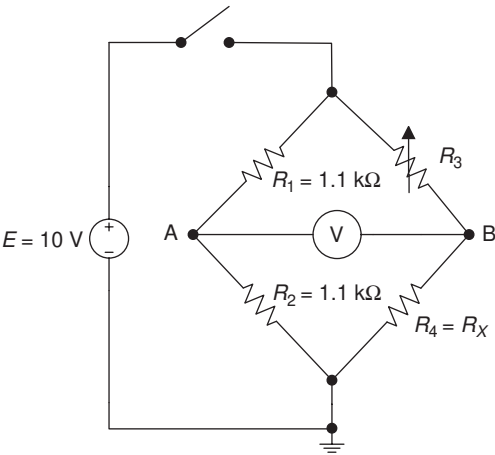 R3
R1 = 1.1 kΩ
+
E = 10 V
−
A
V
B
R2 = 1.1 kΩ
R4 = RX